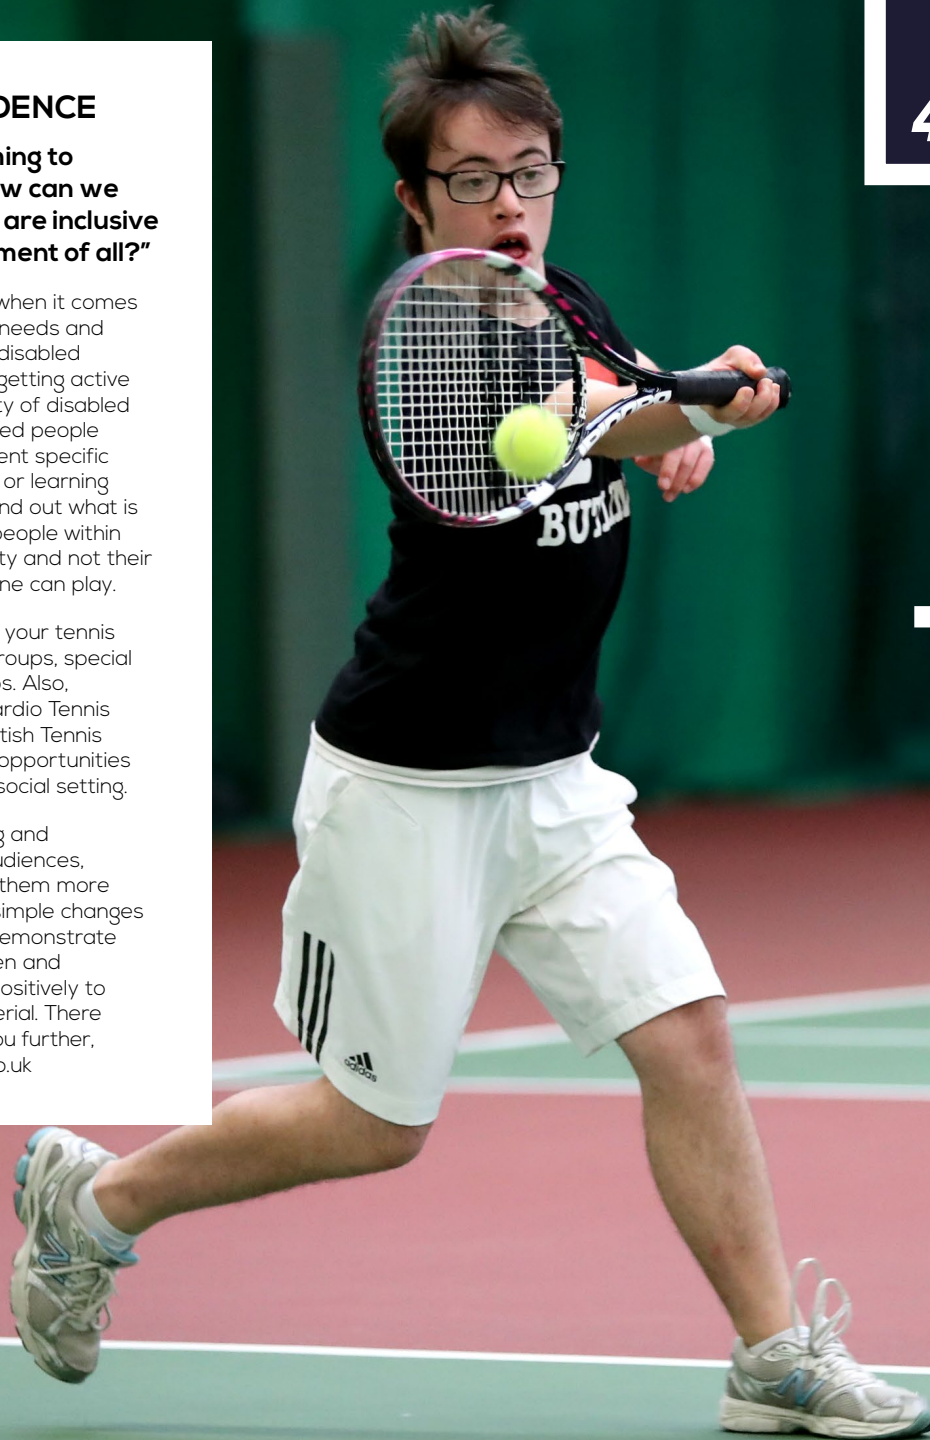 DENCE
ning to
w can we
are inclusive
ment of all?”
when it comes
needs and
disabled
getting active
ty of disabled
ed people
ent specific
or learning
nd out what is
people within
ty and not their
ne can play.
your tennis
roups, special
s. Also,
ardio Tennis
tish Tennis
opportunities
social setting.
g and
udiences,
them more
simple changes
emonstrate
en and
ositively to
erial. There
ou further,
o.uk
4
BUTLIN
adidas